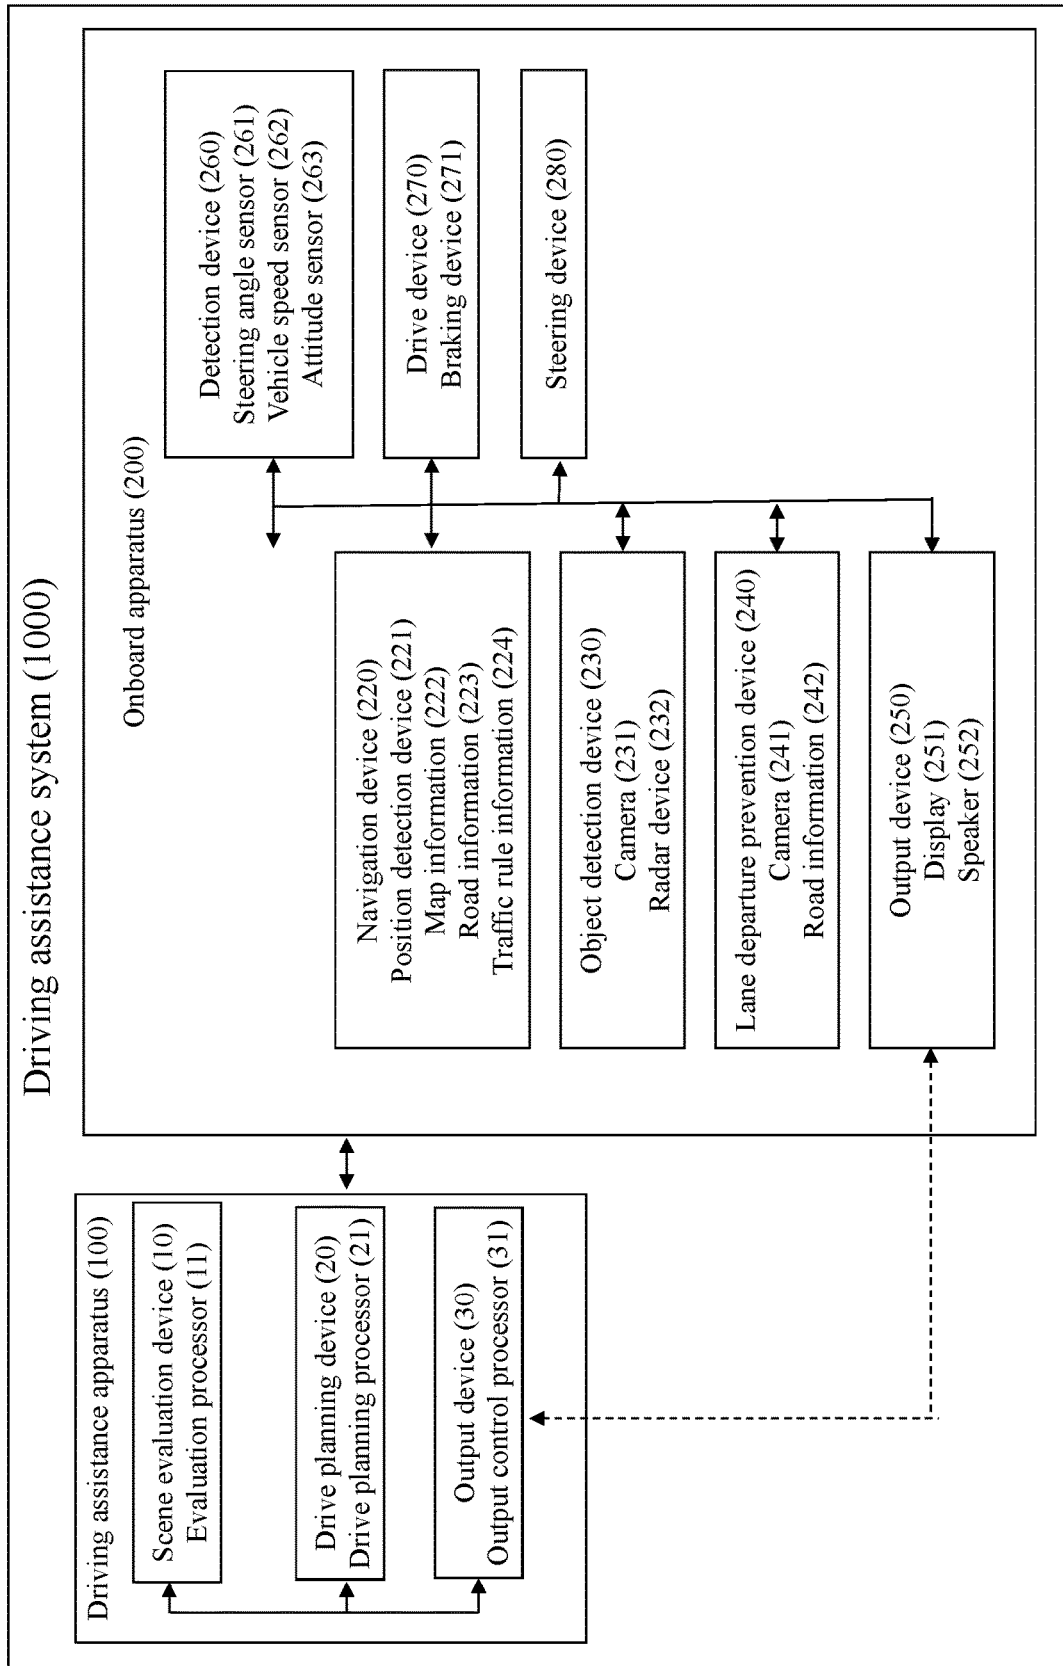 Driving assistance system (1000)
Driving assistance apparatus (100)
Scene evaluation device (10)
Evaluation processor (11)
Drive planning device (20)
Drive planning processor (21)
Output device (30)
Output control processor (31)
Onboard apparatus (200)
Navigation device (220)
Position detection device (221)
Map information (222)
Road information (223)
Traffic rule information (224)
Object detection device (230)
Camera (231)
Radar device (232)
Lane departure prevention device (240)
Camera (241)
Road information (242)
Output device (250)
Display (251)
Speaker (252)
Detection device (260)
Steering angle sensor (261)
Vehicle speed sensor (262)
Attitude sensor (263)
Drive device (270)
Braking device (271)
Steering device (280)